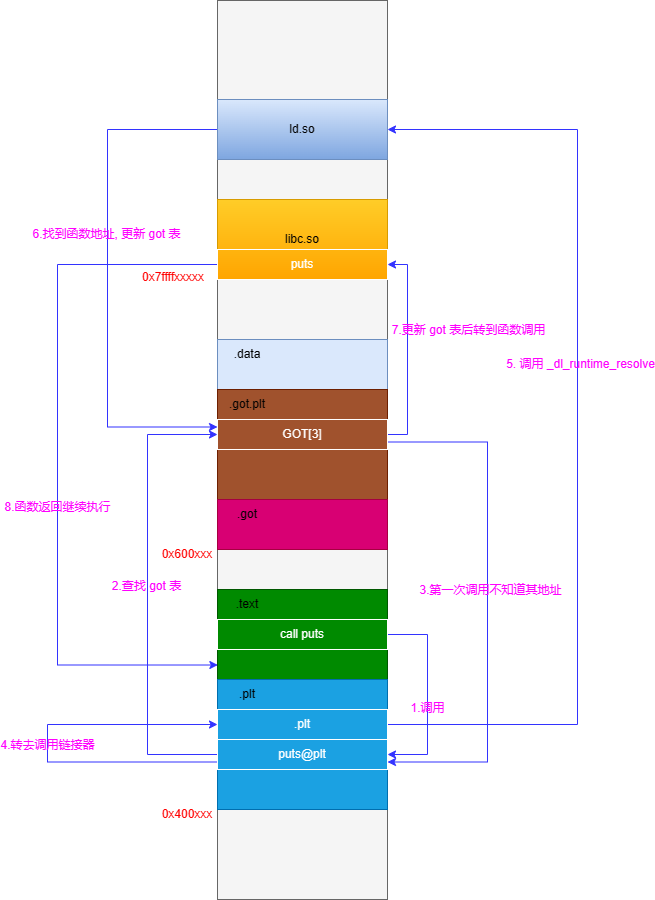 ld.so
6.找到函数地址, 更新 got 表
libc.so
puts
0x7ffffxxxxx
7.更新 got 表后转到函数调用
.data
5. 调用 _dl_runtime_resolve
.got.plt
GOT[3]
8.函数返回继续执行
.got
0x600xxx
2.查找 got 表
3.第一次调用不知道其地址
.text
call puts
.plt
1.调用
.plt
4.转去调用链接器
puts@plt
0x400xxx